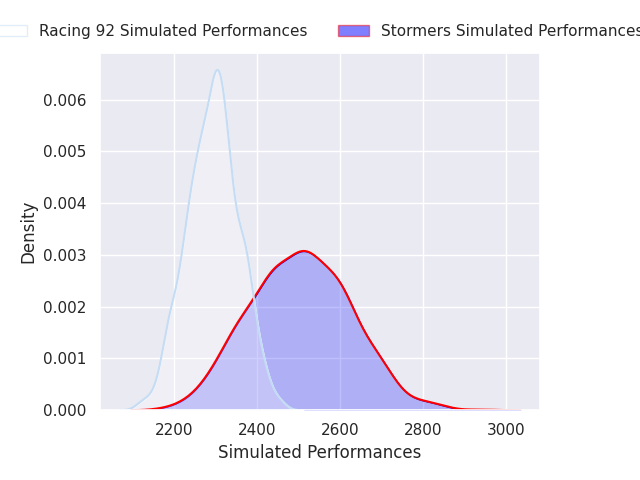 Racing 92 Simulated Performances
Stormers Simulated Performances
0.006
0.005
0.004
0.003
0.002
0.001
0.000
Density
2200 2400 2600 2800 3000
Simulated Performances